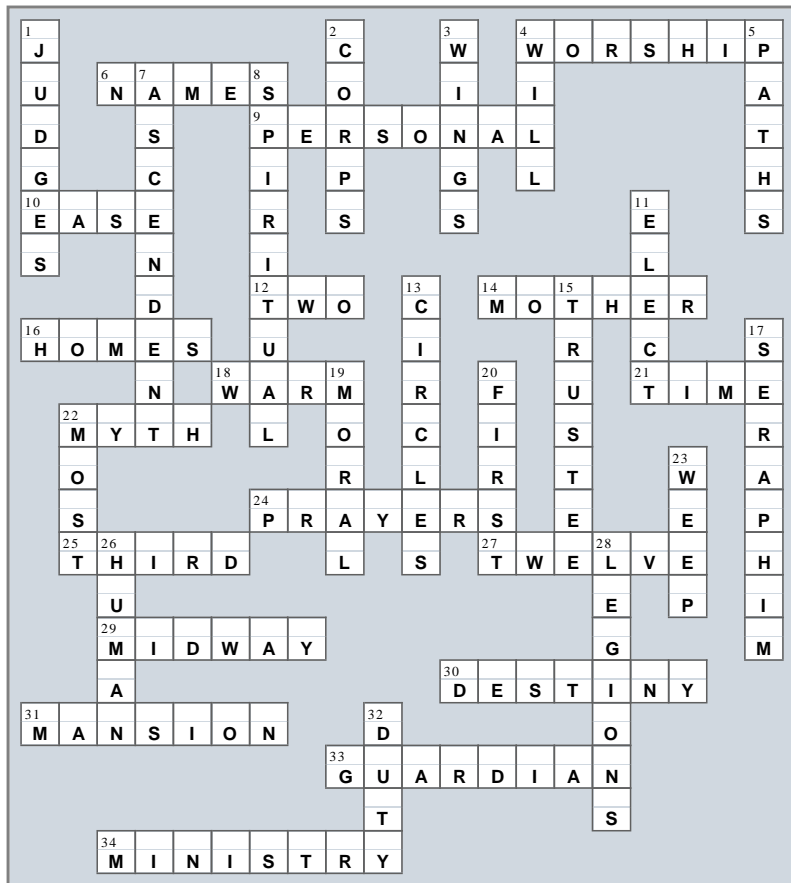 1 2 3 4 5
J C W W O R S H I P
6 7 8
U N A M E S O I I A
9
D S P E R S O N A L T
G C I P G L H
10 11
E A S E R S S E S
S N I L
12 13 14 15
D T W O C M O T H E R
16 17
H O M E S U I R C S
18 19 20 21
N W A R M R F U T I M E
22
M Y T H L O C I S R
23
O R L R T W A
24
S P R A Y E R S E E P
25 26 27 28
T H I R D L S T W E L V E H
U E P I
29
M I D W A Y G M
30
A D E S T I N Y
31 32
M A N S I O N D O
33
G U A R D I A N
T S
34
M I N I S T R Y